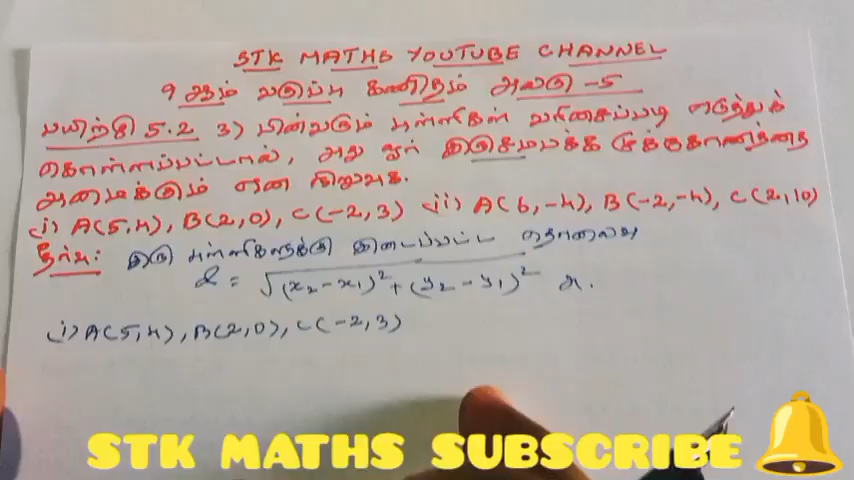 STK MATHS YOUTUBE CHANNEL
9 ஆம் வகுப்பு கணிதம் அலகு -5
பயிற்சி 5.2 3) பின்வரும் புள்ளிகள் வரிசைப்படி எடுத்துக்
கொள்ளப்பட்டால், அது ஓர் இருசமபக்க முக்கோணத்தை
அமைக்கும் என நிறுவுக.
(i) A(5,4), B(2,0), C(-2,3) (ii) A(6,-4), B(-2,-4), C(2,10)
தீர்வு: இரு புள்ளிகளுக்கு இடைப்பட்ட தொலைவு
d = √(x₂-x₁)²+(y₂-y₁)² அ.
(i) A(5,4), B(2,0), C(-2,3)
STK MATHS SUBSCRIBE